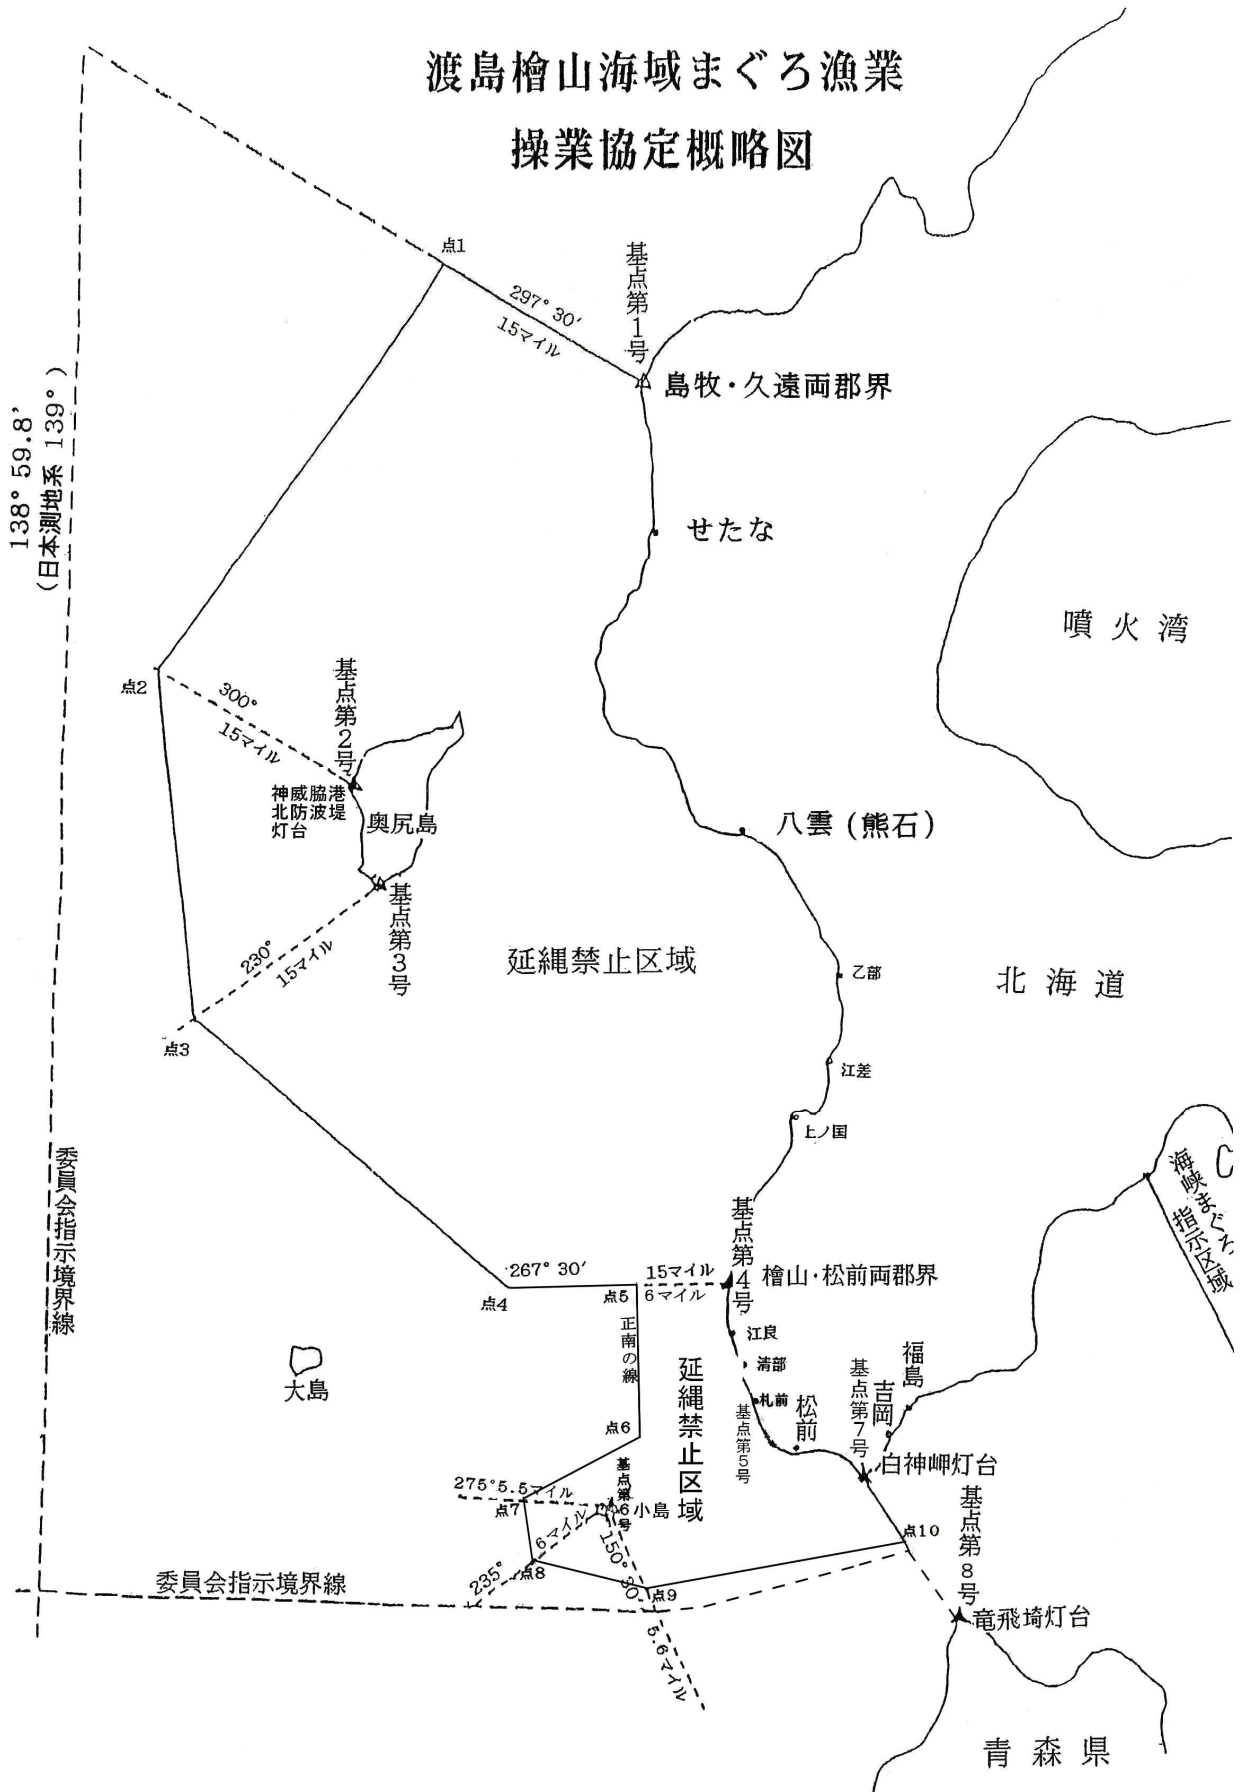 渡島檜山海域まぐろ漁業
操業協定概略図
点1
297° 30′
15マイル
基点第1号
島牧・久遠両郡界
138° 59.8’
(日本測地系 139°)
せたな
噴火湾
点2
300°
15マイル
基点第2号
神威脇港
北防波堤
灯台
奥尻島
八雲 (熊石)
基点第3号
230°
15マイル
点3
延縄禁止区域
乙部
北海道
江差
上ノ国
委員会指示境界線
海峡まぐろ
指示区域
基点第4号
檜山・松前両郡界
267° 30′
15マイル
6マイル
点4
点5
正南の線
江良
清部
札前
大島
延縄禁止区域
基点第5号
松前
基点第7号
吉岡
福島
点6
白神岬灯台
275°5.5マイル
点7
基点第6号
小島
6マイル
235°
点8
150° 30′
点9
5.6マイル
点10
基点第8号
委員会指示境界線
竜飛埼灯台
青森県